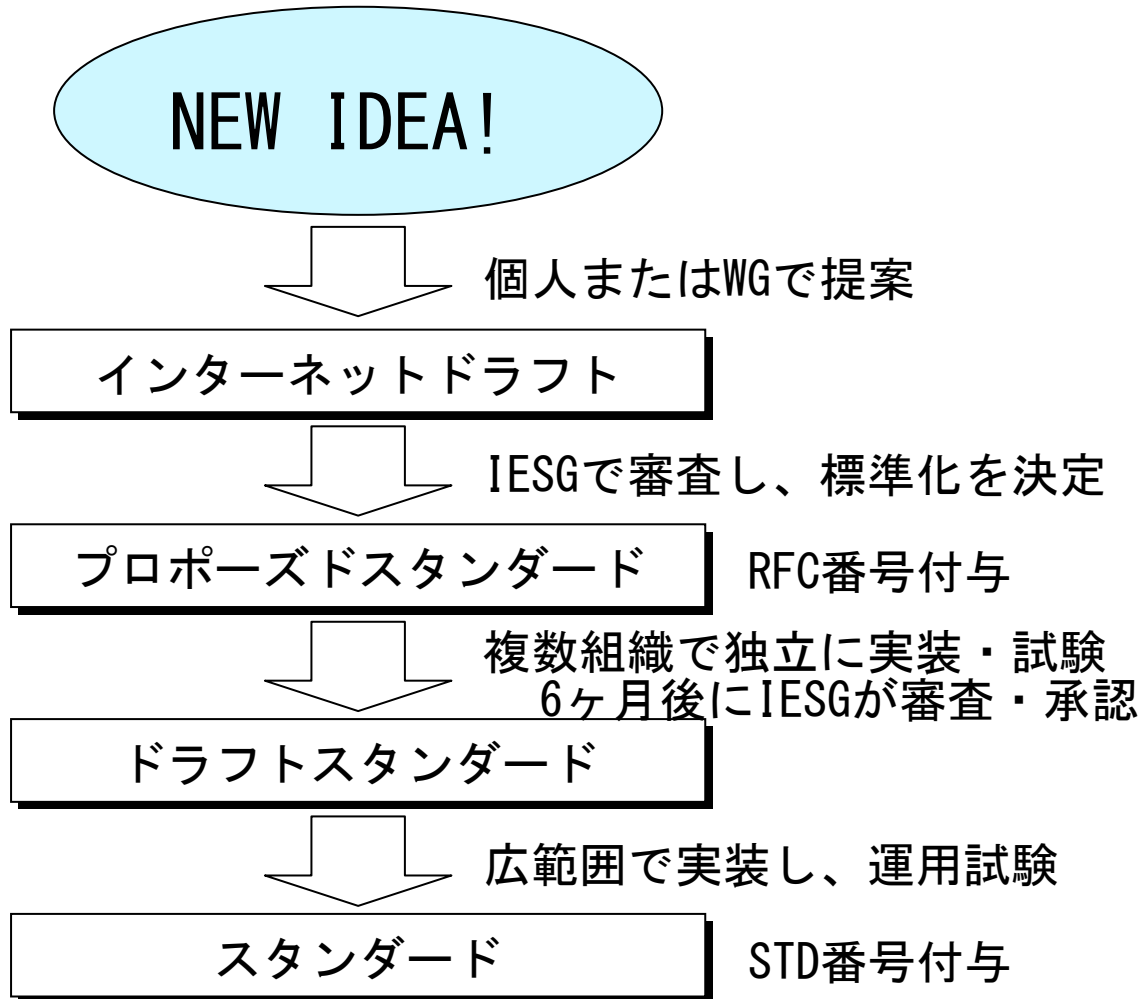 NEW IDEA!
個人またはWGで提案
インターネットドラフト
IESGで審査し、標準化を決定
プロポーズドスタンダード
RFC番号付与
複数組織で独立に実装・試験
6ヶ月後にIESGが審査・承認
ドラフトスタンダード
広範囲で実装し、運用試験
スタンダード
STD番号付与